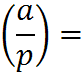 (a/p) =